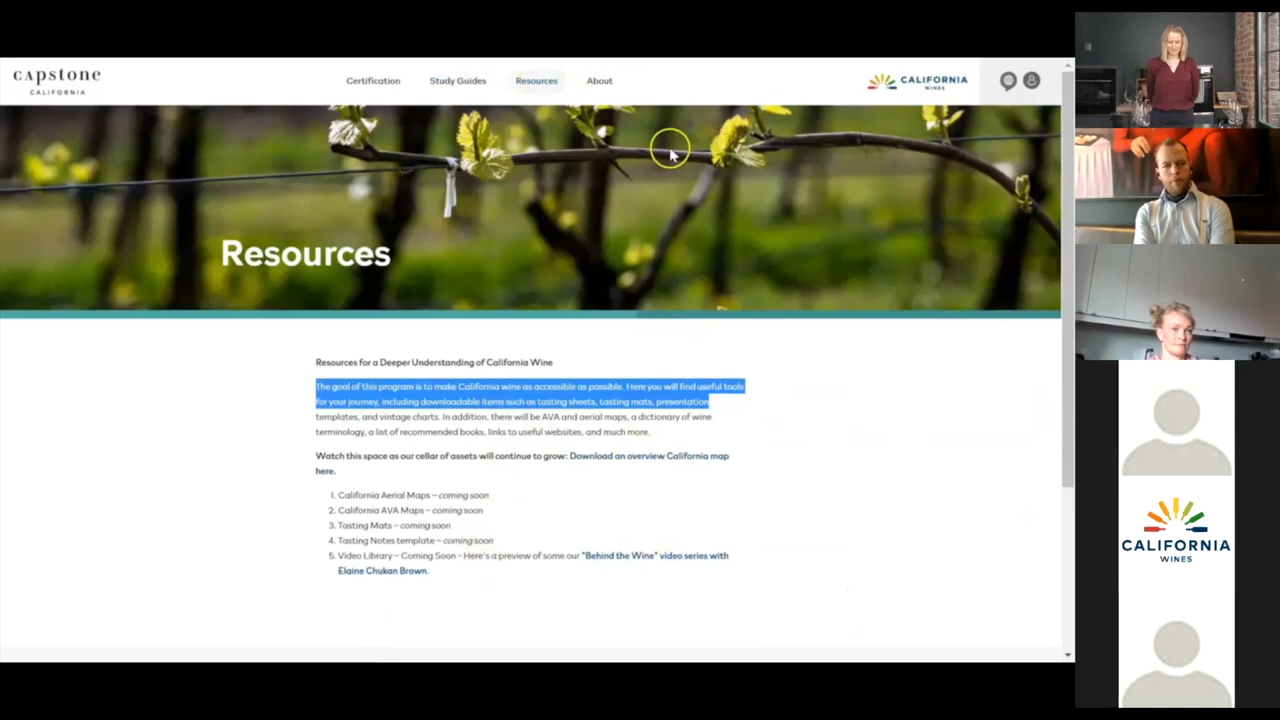 CAPSTONE
CALIFORNIA
Certification
Study Guides
Resources
About
CALIFORNIA
WINES
Resources
Resources for a Deeper Understanding of California Wine
The goal of this program is to make California wine as accessible as possible. Here you will find useful tools
for your journey, including downloadable items such as tasting sheets, tasting mats, presentation
templates, and vintage charts. In addition, there will be AVA and aerial maps, a dictionary of wine
terminology, a list of recommended books, links to useful websites, and much more.
Watch this space as our cellar of assets will continue to grow: Download an overview California map
here.
1. California Aerial Maps – coming soon
2. California AVA Maps – coming soon
3. Tasting Mats – coming soon
4. Tasting Notes template – coming soon
5. Video Library – Coming Soon - Here's a preview of some our "Behind the Wine" video series with
Elaine Chukan Brown.
CALIFORNIA
WINES